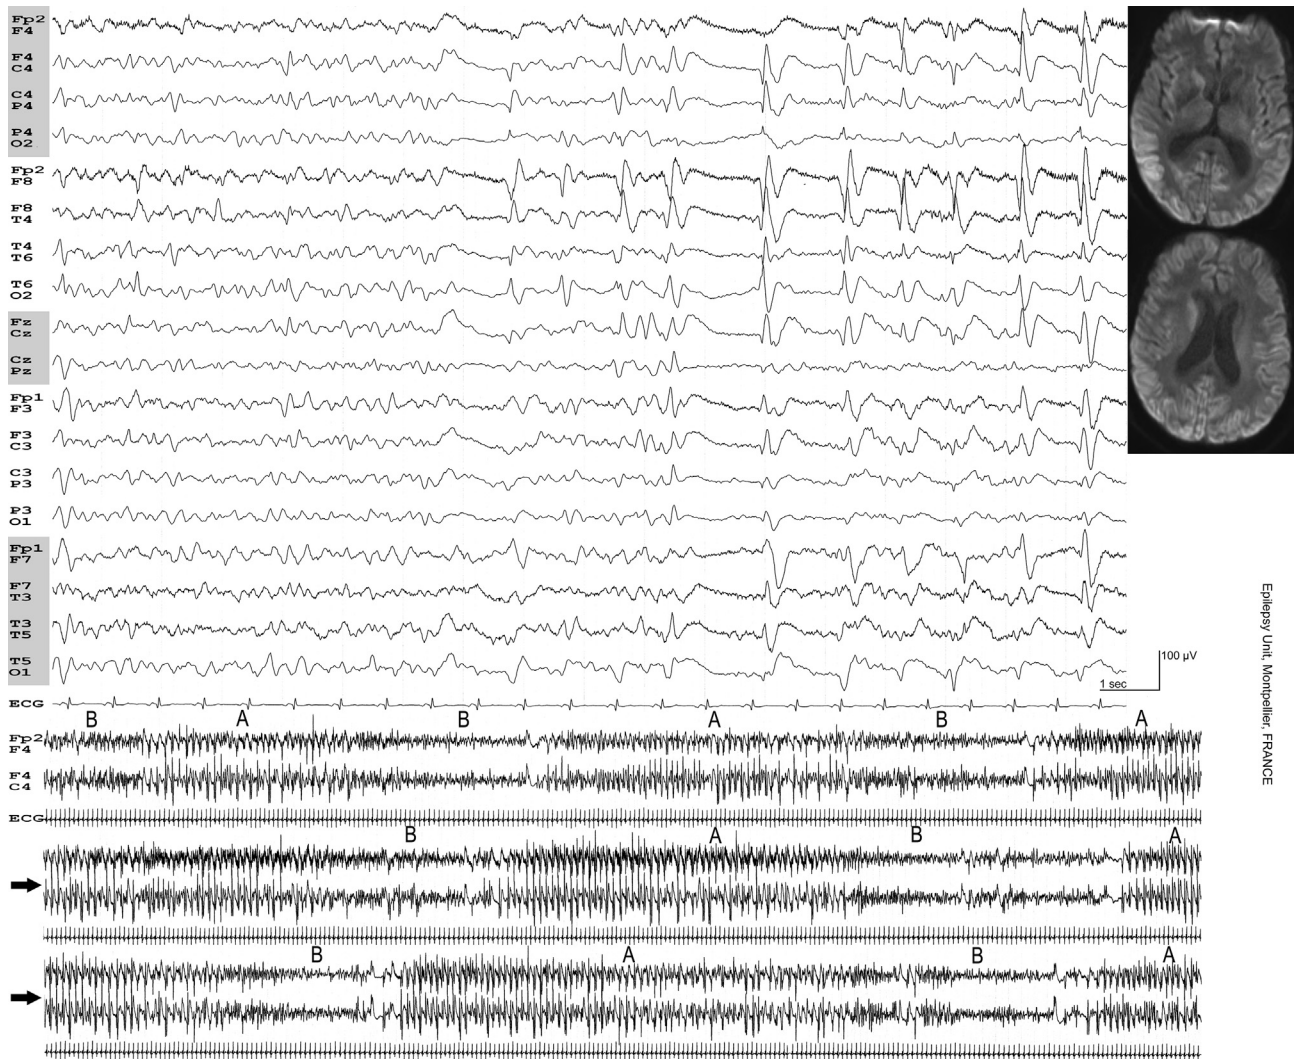 Fp2
F4
F4
C4
C4
P4
P4
O2
Fp2
F8
F8
T4
T4
T6
T6
O2
Fz
Cz
Cz
Pz
Fp1
F3
F3
C3
C3
P3
P3
O1
Fp1
F7
F7
T3
T3
T5
T5
O1
100 µV
1 sec
ECG
B A B A B A
Fp2
F4
F4
C4
ECG
B A B A
B A B A
Epilepsy Unit, Montpellier, FRANCE